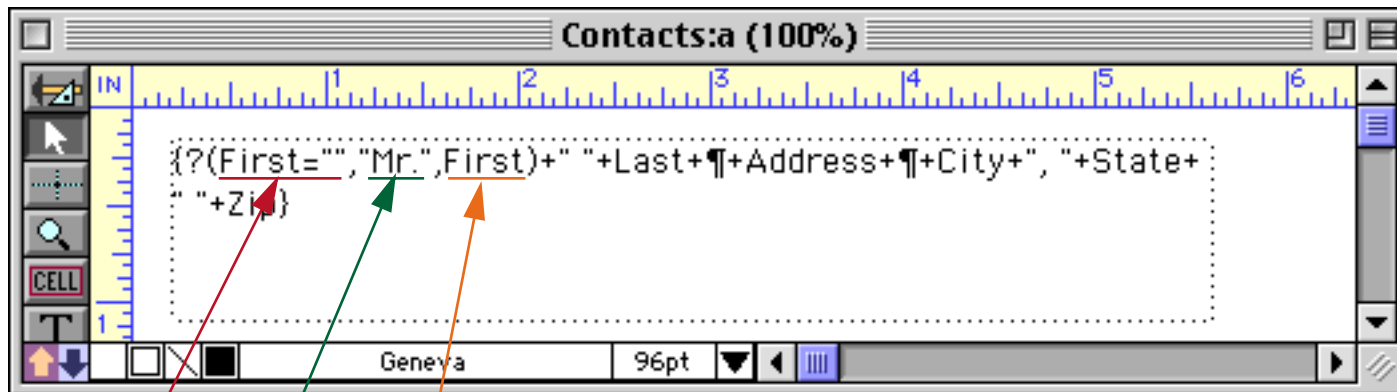 Contacts:a (100%)
IN 1 2 3 4 5 6
{?(First="","Mr.",First)+" "+Last+¶+Address+¶+City+", "+State+
" "+Zip}
CELL
T
1
Geneva 96pt